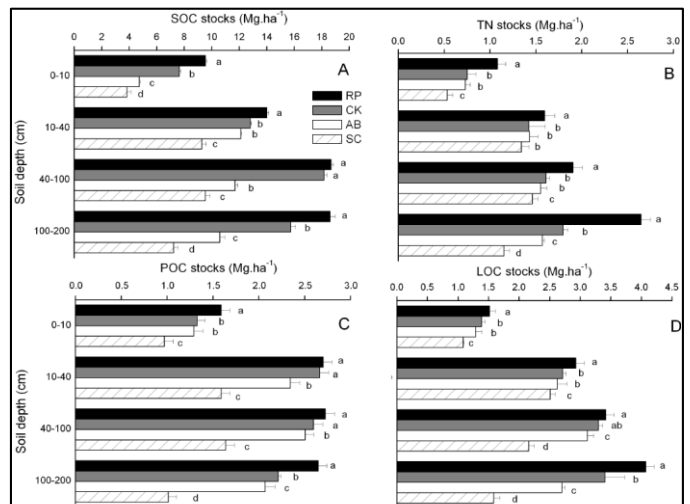 SOC stocks (Mg.ha⁻¹)
0 2 4 6 8 10 12 14 16 18 20
Soil depth (cm)
0-10
10-40
40-100
100-200
a
b
c
d
a
b
b
c
a
a
b
c
a
b
c
d
A
RP
CK
AB
SC
TN stocks (Mg.ha⁻¹)
0.0 0.5 1.0 1.5 2.0 2.5 3.0
a
b
b
c
a
b
b
b
a
b
b
c
a
b
c
d
B
POC stocks (Mg.ha⁻¹)
0.0 0.5 1.0 1.5 2.0 2.5 3.0
Soil depth (cm)
0-10
10-40
40-100
100-200
a
b
b
c
a
a
b
c
a
a
b
c
a
b
c
d
C
LOC stocks (Mg.ha⁻¹)
0.0 0.5 1.0 1.5 2.0 2.5 3.0 3.5 4.0 4.5
a
b
b
c
a
b
b
c
a
ab
c
d
a
b
c
d
D